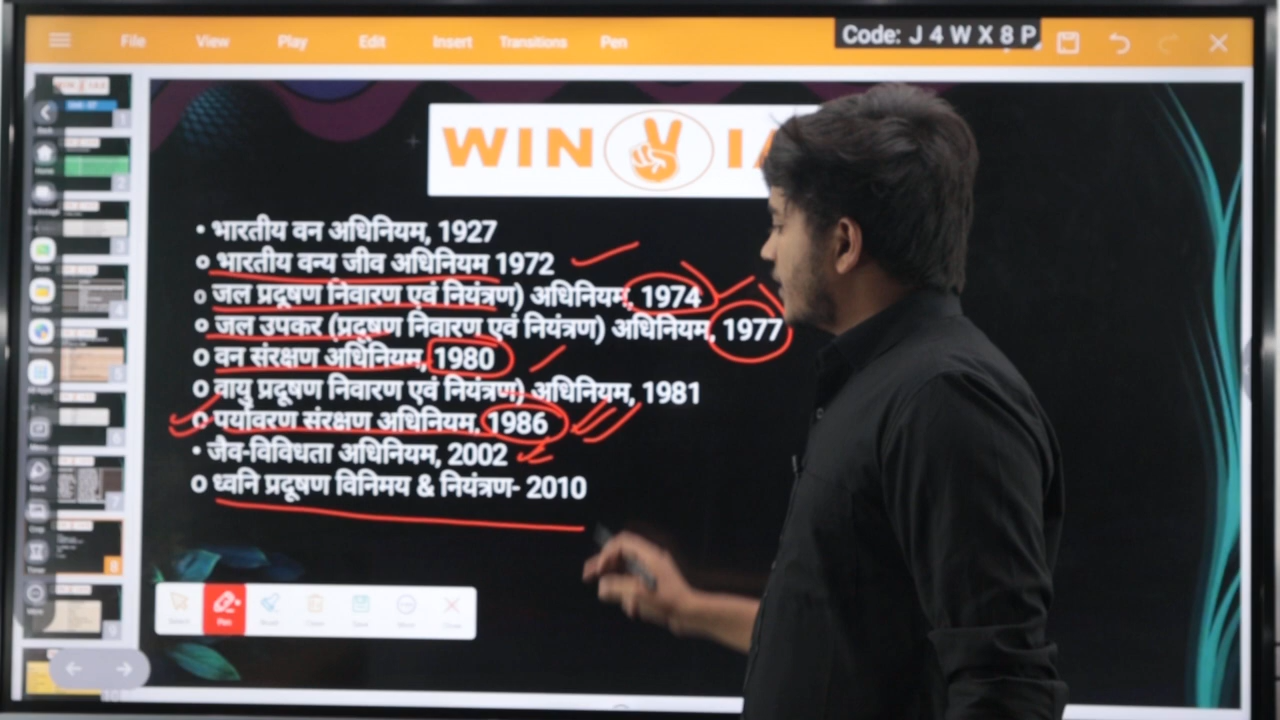 File View Play Edit Insert Transitions Pen
Code: J 4 W X 8 P
WIN
• भारतीय वन अधिनियम, 1927
o भारतीय वन्य जीव अधिनियम 1972
o जल प्रदूषण निवारण एवं नियंत्रण) अधिनियम, 1974
o जल उपकर (प्रदूषण निवारण एवं नियंत्रण) अधिनियम, 1977
o वन संरक्षण अधिनियम, 1980
o वायु प्रदूषण निवारण एवं नियंत्रण) अधिनियम, 1981
o पर्यावरण संरक्षण अधिनियम, 1986
• जैव-विविधता अधिनियम, 2002
o ध्वनि प्रदूषण विनिमय & नियंत्रण- 2010
Select Pen